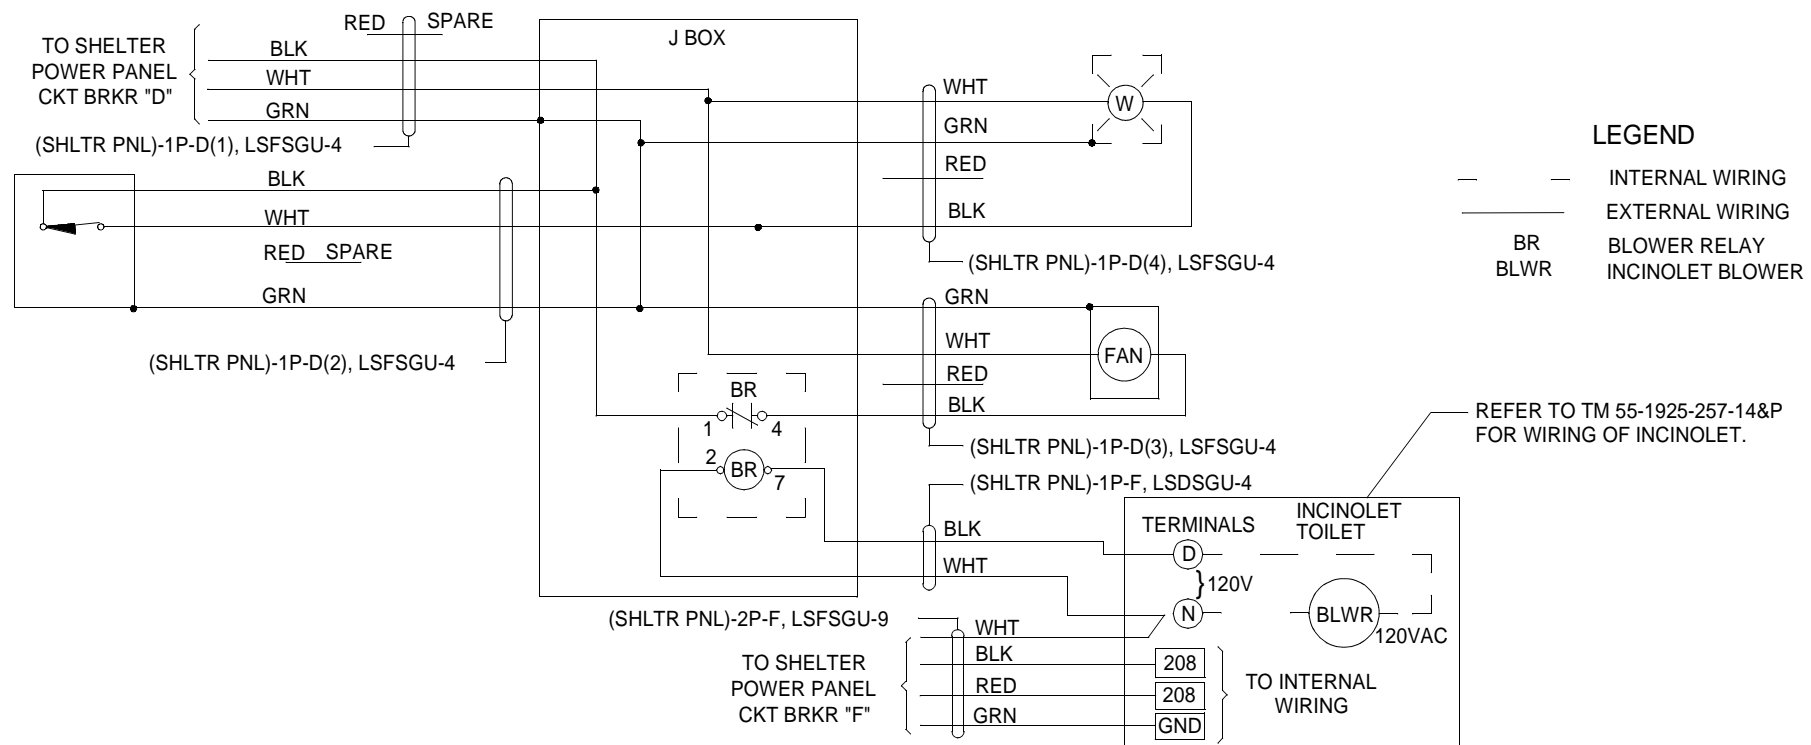 RED SPARE
TO SHELTER
POWER PANEL
CKT BRKR "D"
BLK
WHT
GRN
(SHLTR PNL)-1P-D(1), LSFSGU-4
BLK
WHT
RED SPARE
GRN
(SHLTR PNL)-1P-D(2), LSFSGU-4
J BOX
BR
1 4
2 BR 7
WHT
W
GRN
RED
BLK
(SHLTR PNL)-1P-D(4), LSFSGU-4
GRN
WHT
FAN
RED
BLK
(SHLTR PNL)-1P-D(3), LSFSGU-4
(SHLTR PNL)-1P-F, LSDSGU-4
BLK
WHT
LEGEND
INTERNAL WIRING
EXTERNAL WIRING
BR BLOWER RELAY
BLWR INCINOLET BLOWER
REFER TO TM 55-1925-257-14&P
FOR WIRING OF INCINOLET.
TERMINALS
INCINOLET
TOILET
D
120V
N
BLWR
120VAC
(SHLTR PNL)-2P-F, LSFSGU-9
TO SHELTER
POWER PANEL
CKT BRKR "F"
WHT
BLK 208
RED 208
GRN GND
TO INTERNAL
WIRING